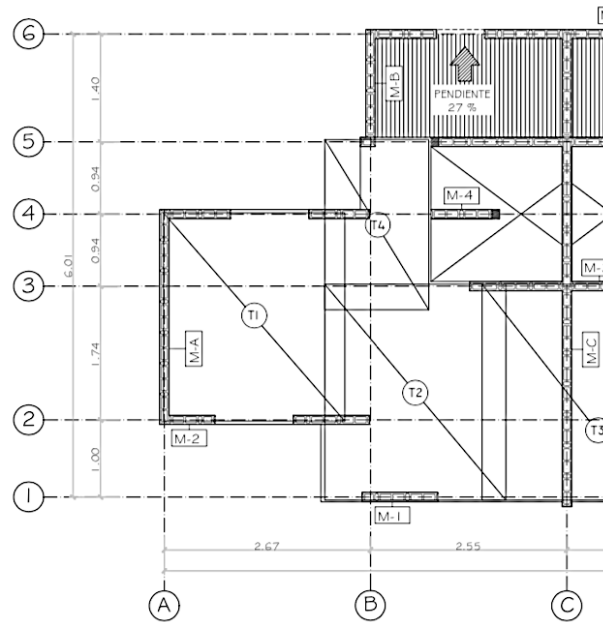 M
6
1.40
M-B
PENDIENTE
27 %
5
0.94
M-4
4
T4
6.01
0.94
3
M-
T1
M-A
M-C
1.74
T2
2
T3
M-2
1.00
1
M-1
2.67
2.55
A
B
C